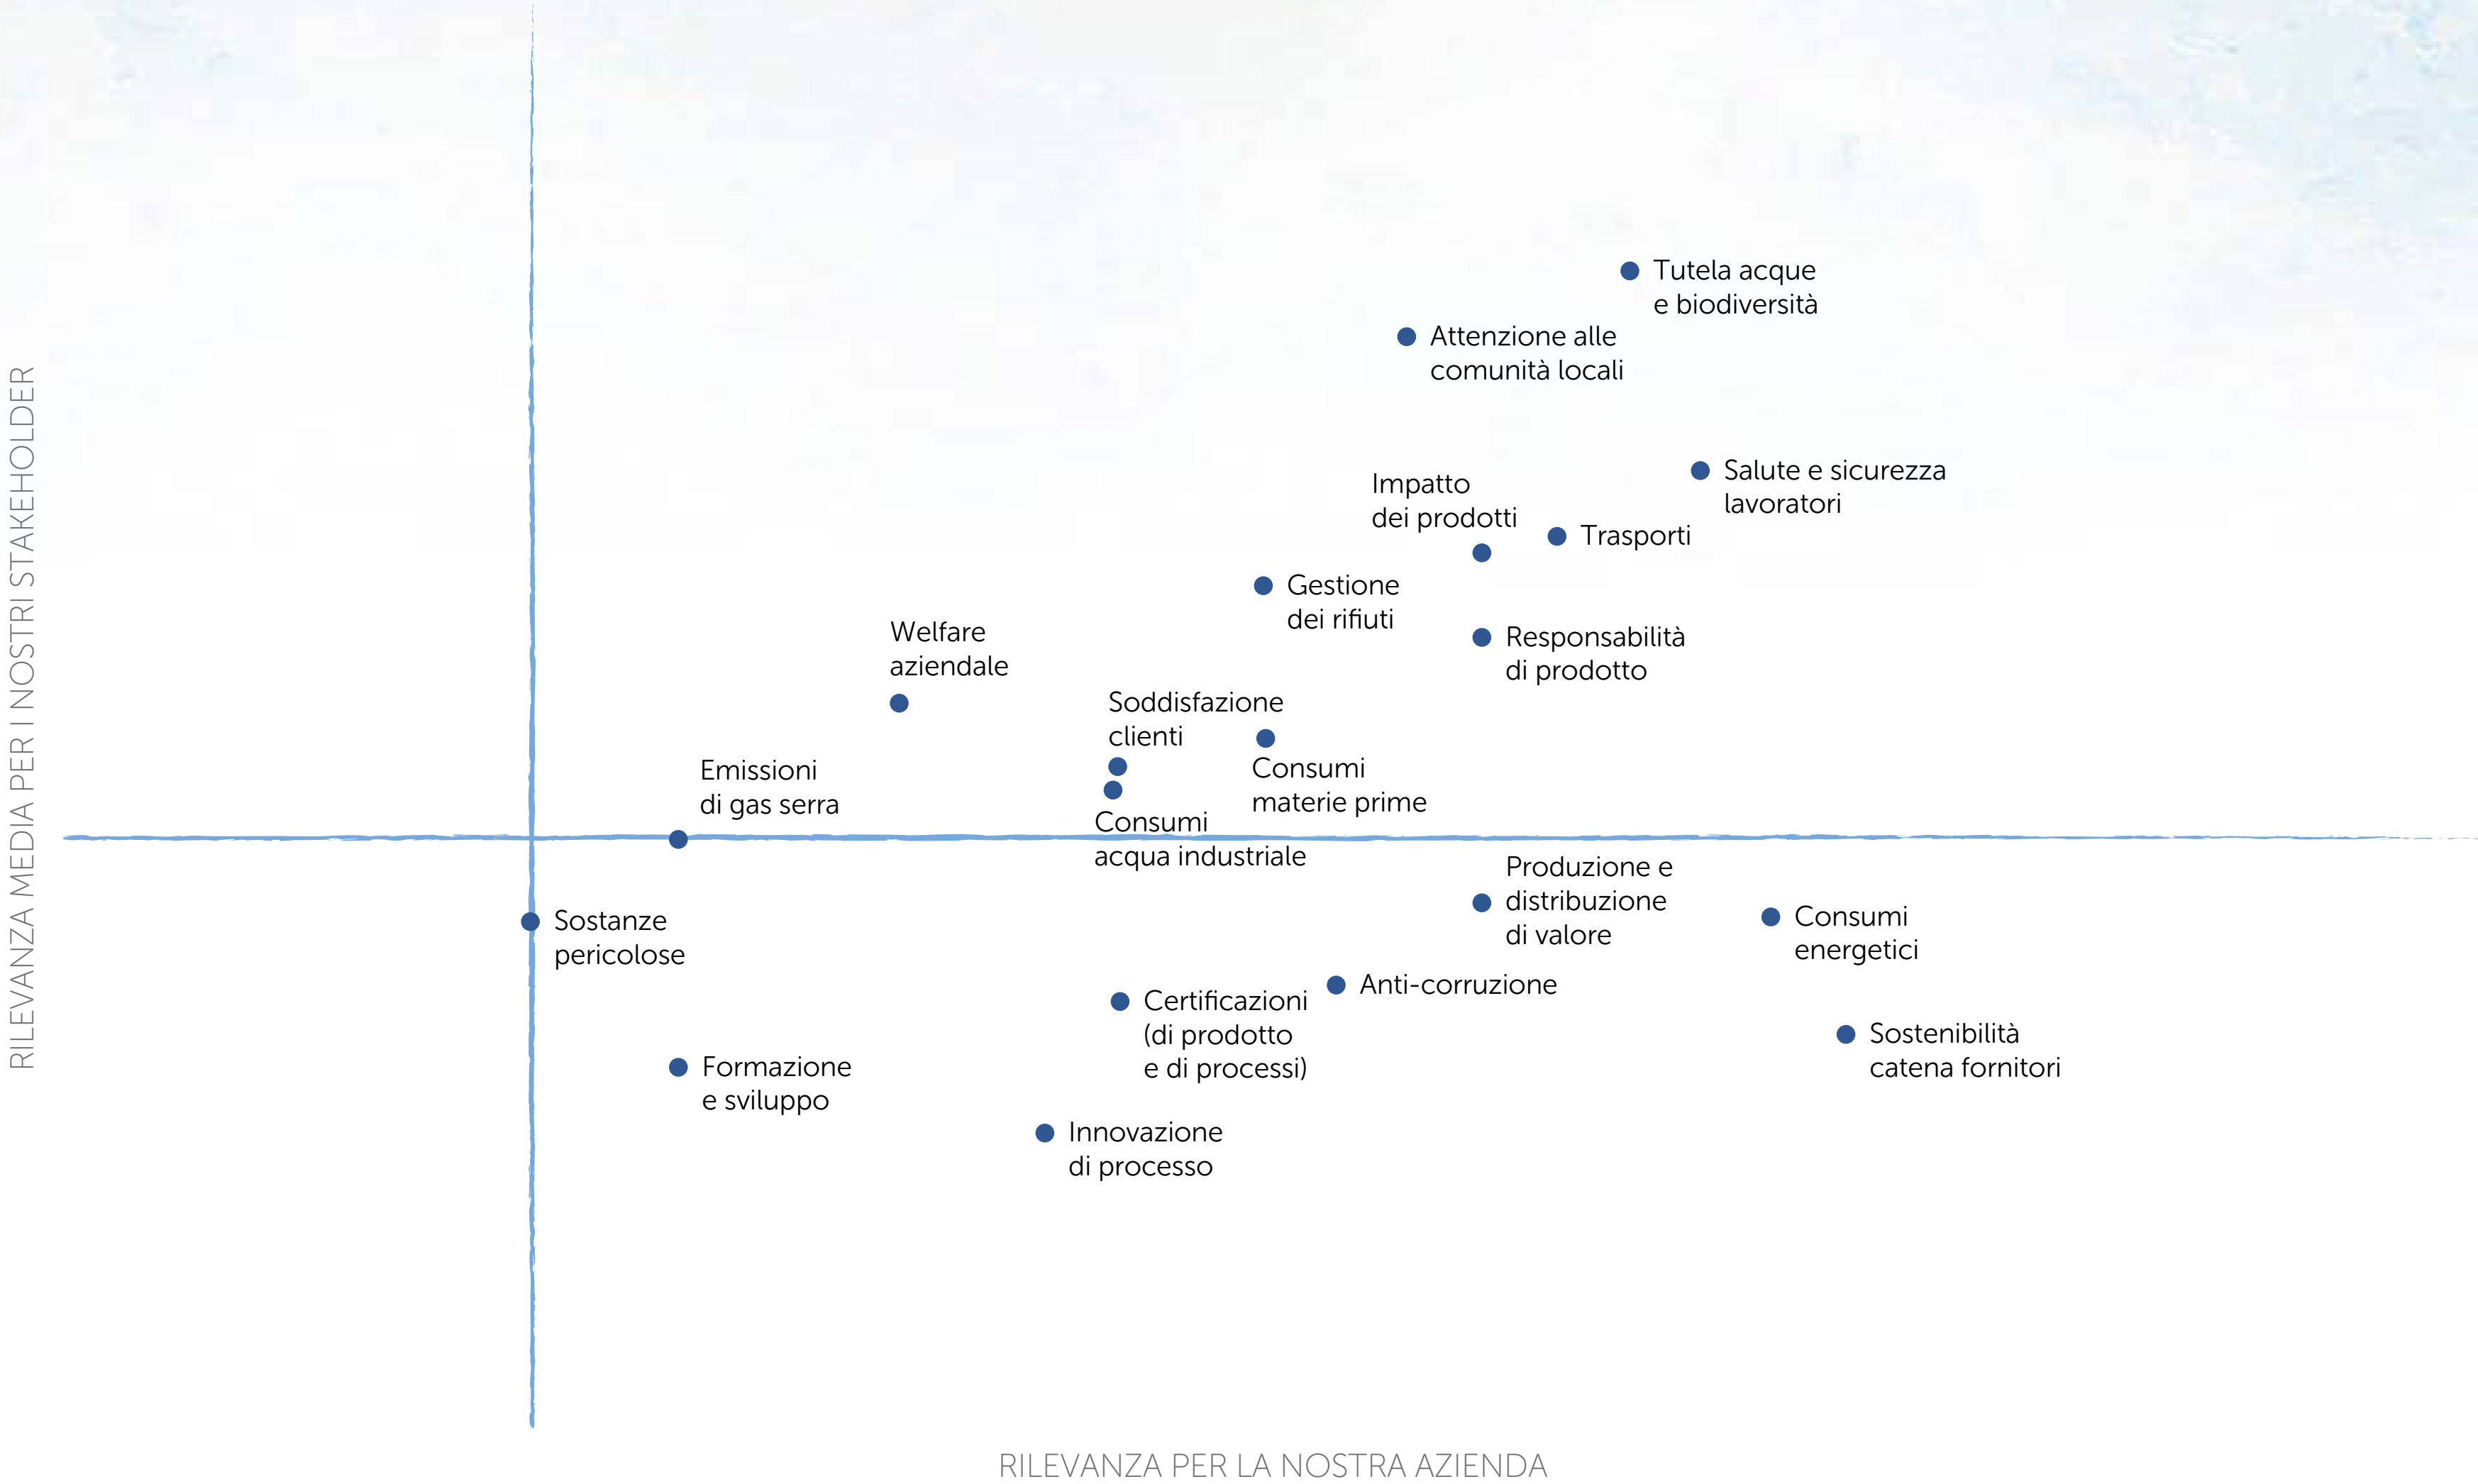 RILEVANZA MEDIA PER I NOSTRI STAKEHOLDER
Tutela acque
e biodiversità
Attenzione alle
comunità locali
Salute e sicurezza
lavoratori
Impatto
dei prodotti
Trasporti
Gestione
dei rifiuti
Responsabilità
di prodotto
Welfare
aziendale
Soddisfazione
clienti
Consumi
materie prime
Emissioni
di gas serra
Consumi
acqua industriale
Produzione e
distribuzione
di valore
Consumi
energetici
Sostanze
pericolose
Anti-corruzione
Certificazioni
(di prodotto
e di processi)
Sostenibilità
catena fornitori
Formazione
e sviluppo
Innovazione
di processo
RILEVANZA PER LA NOSTRA AZIENDA